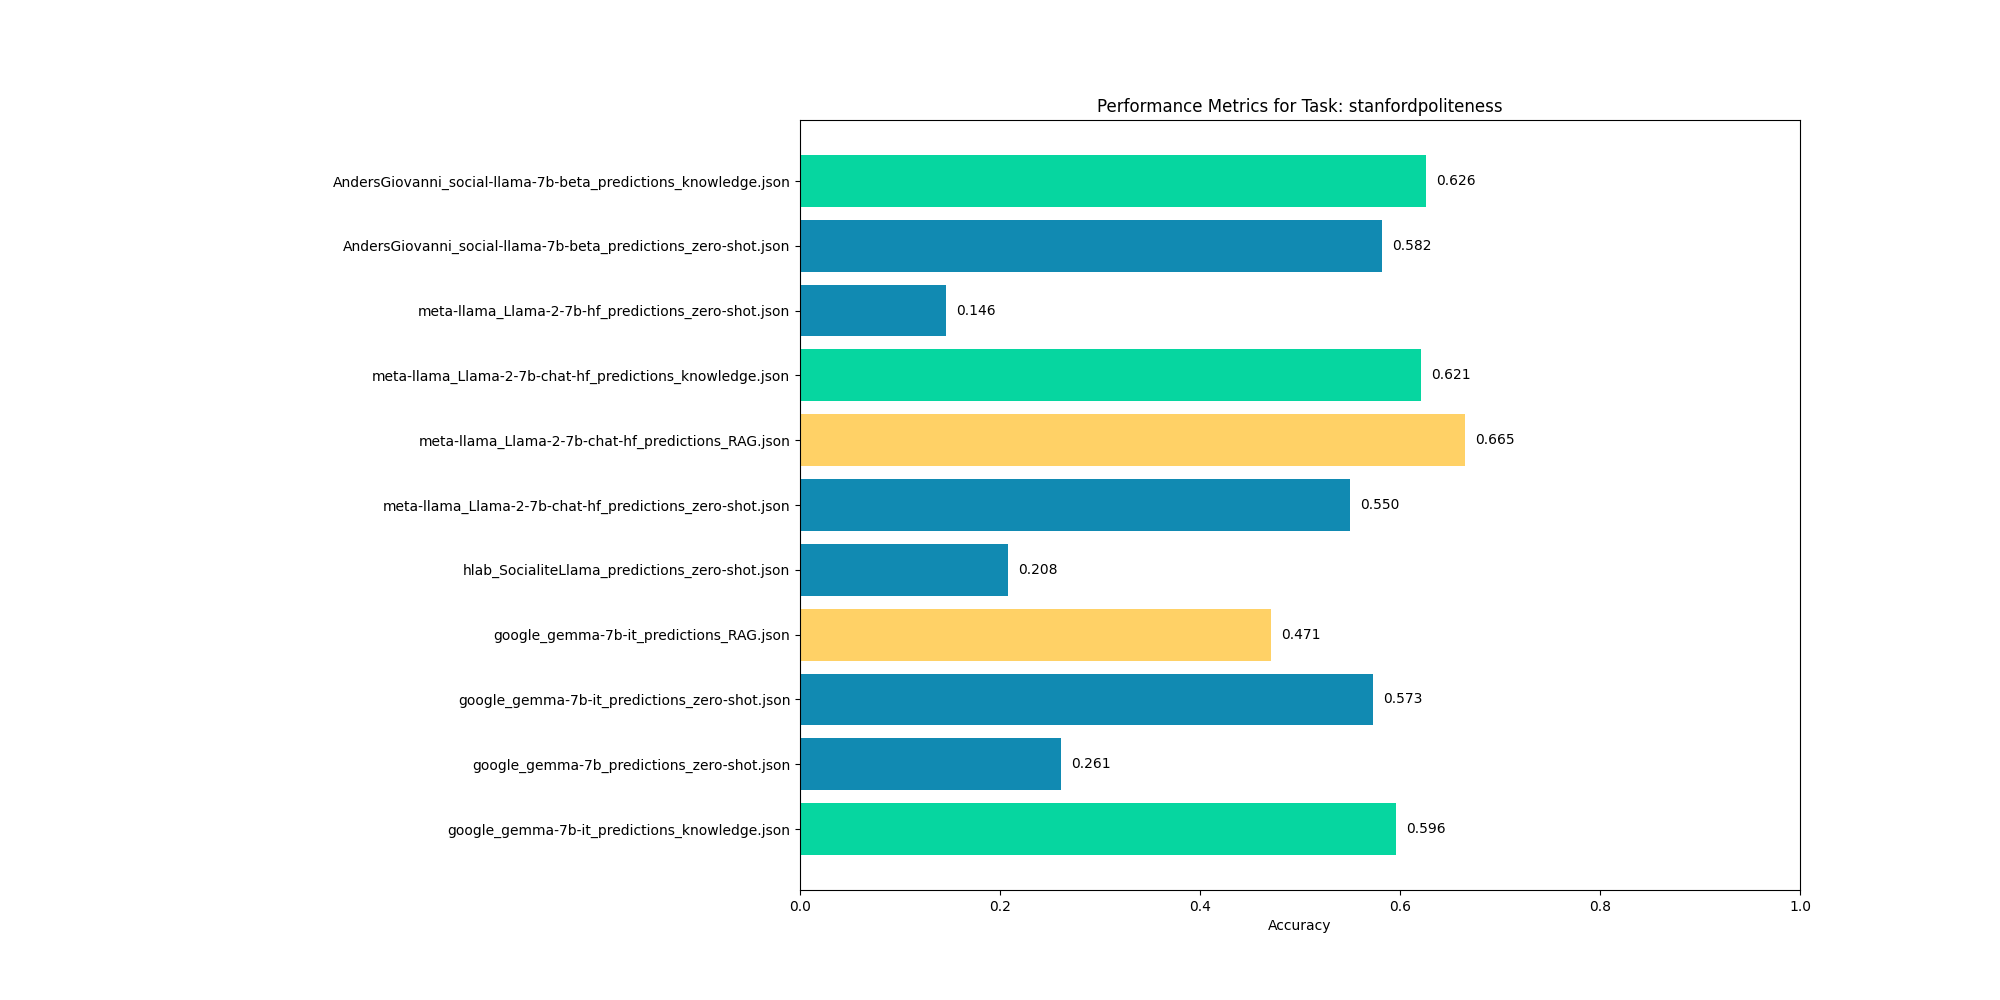 Performance Metrics for Task: stanfordpoliteness
AndersGiovanni_social-llama-7b-beta_predictions_knowledge.json 0.626
AndersGiovanni_social-llama-7b-beta_predictions_zero-shot.json 0.582
meta-llama_Llama-2-7b-hf_predictions_zero-shot.json 0.146
meta-llama_Llama-2-7b-chat-hf_predictions_knowledge.json 0.621
meta-llama_Llama-2-7b-chat-hf_predictions_RAG.json 0.665
meta-llama_Llama-2-7b-chat-hf_predictions_zero-shot.json 0.550
hlab_SocialiteLlama_predictions_zero-shot.json 0.208
google_gemma-7b-it_predictions_RAG.json 0.471
google_gemma-7b-it_predictions_zero-shot.json 0.573
google_gemma-7b_predictions_zero-shot.json 0.261
google_gemma-7b-it_predictions_knowledge.json 0.596
0.0 0.2 0.4 0.6 0.8 1.0
Accuracy